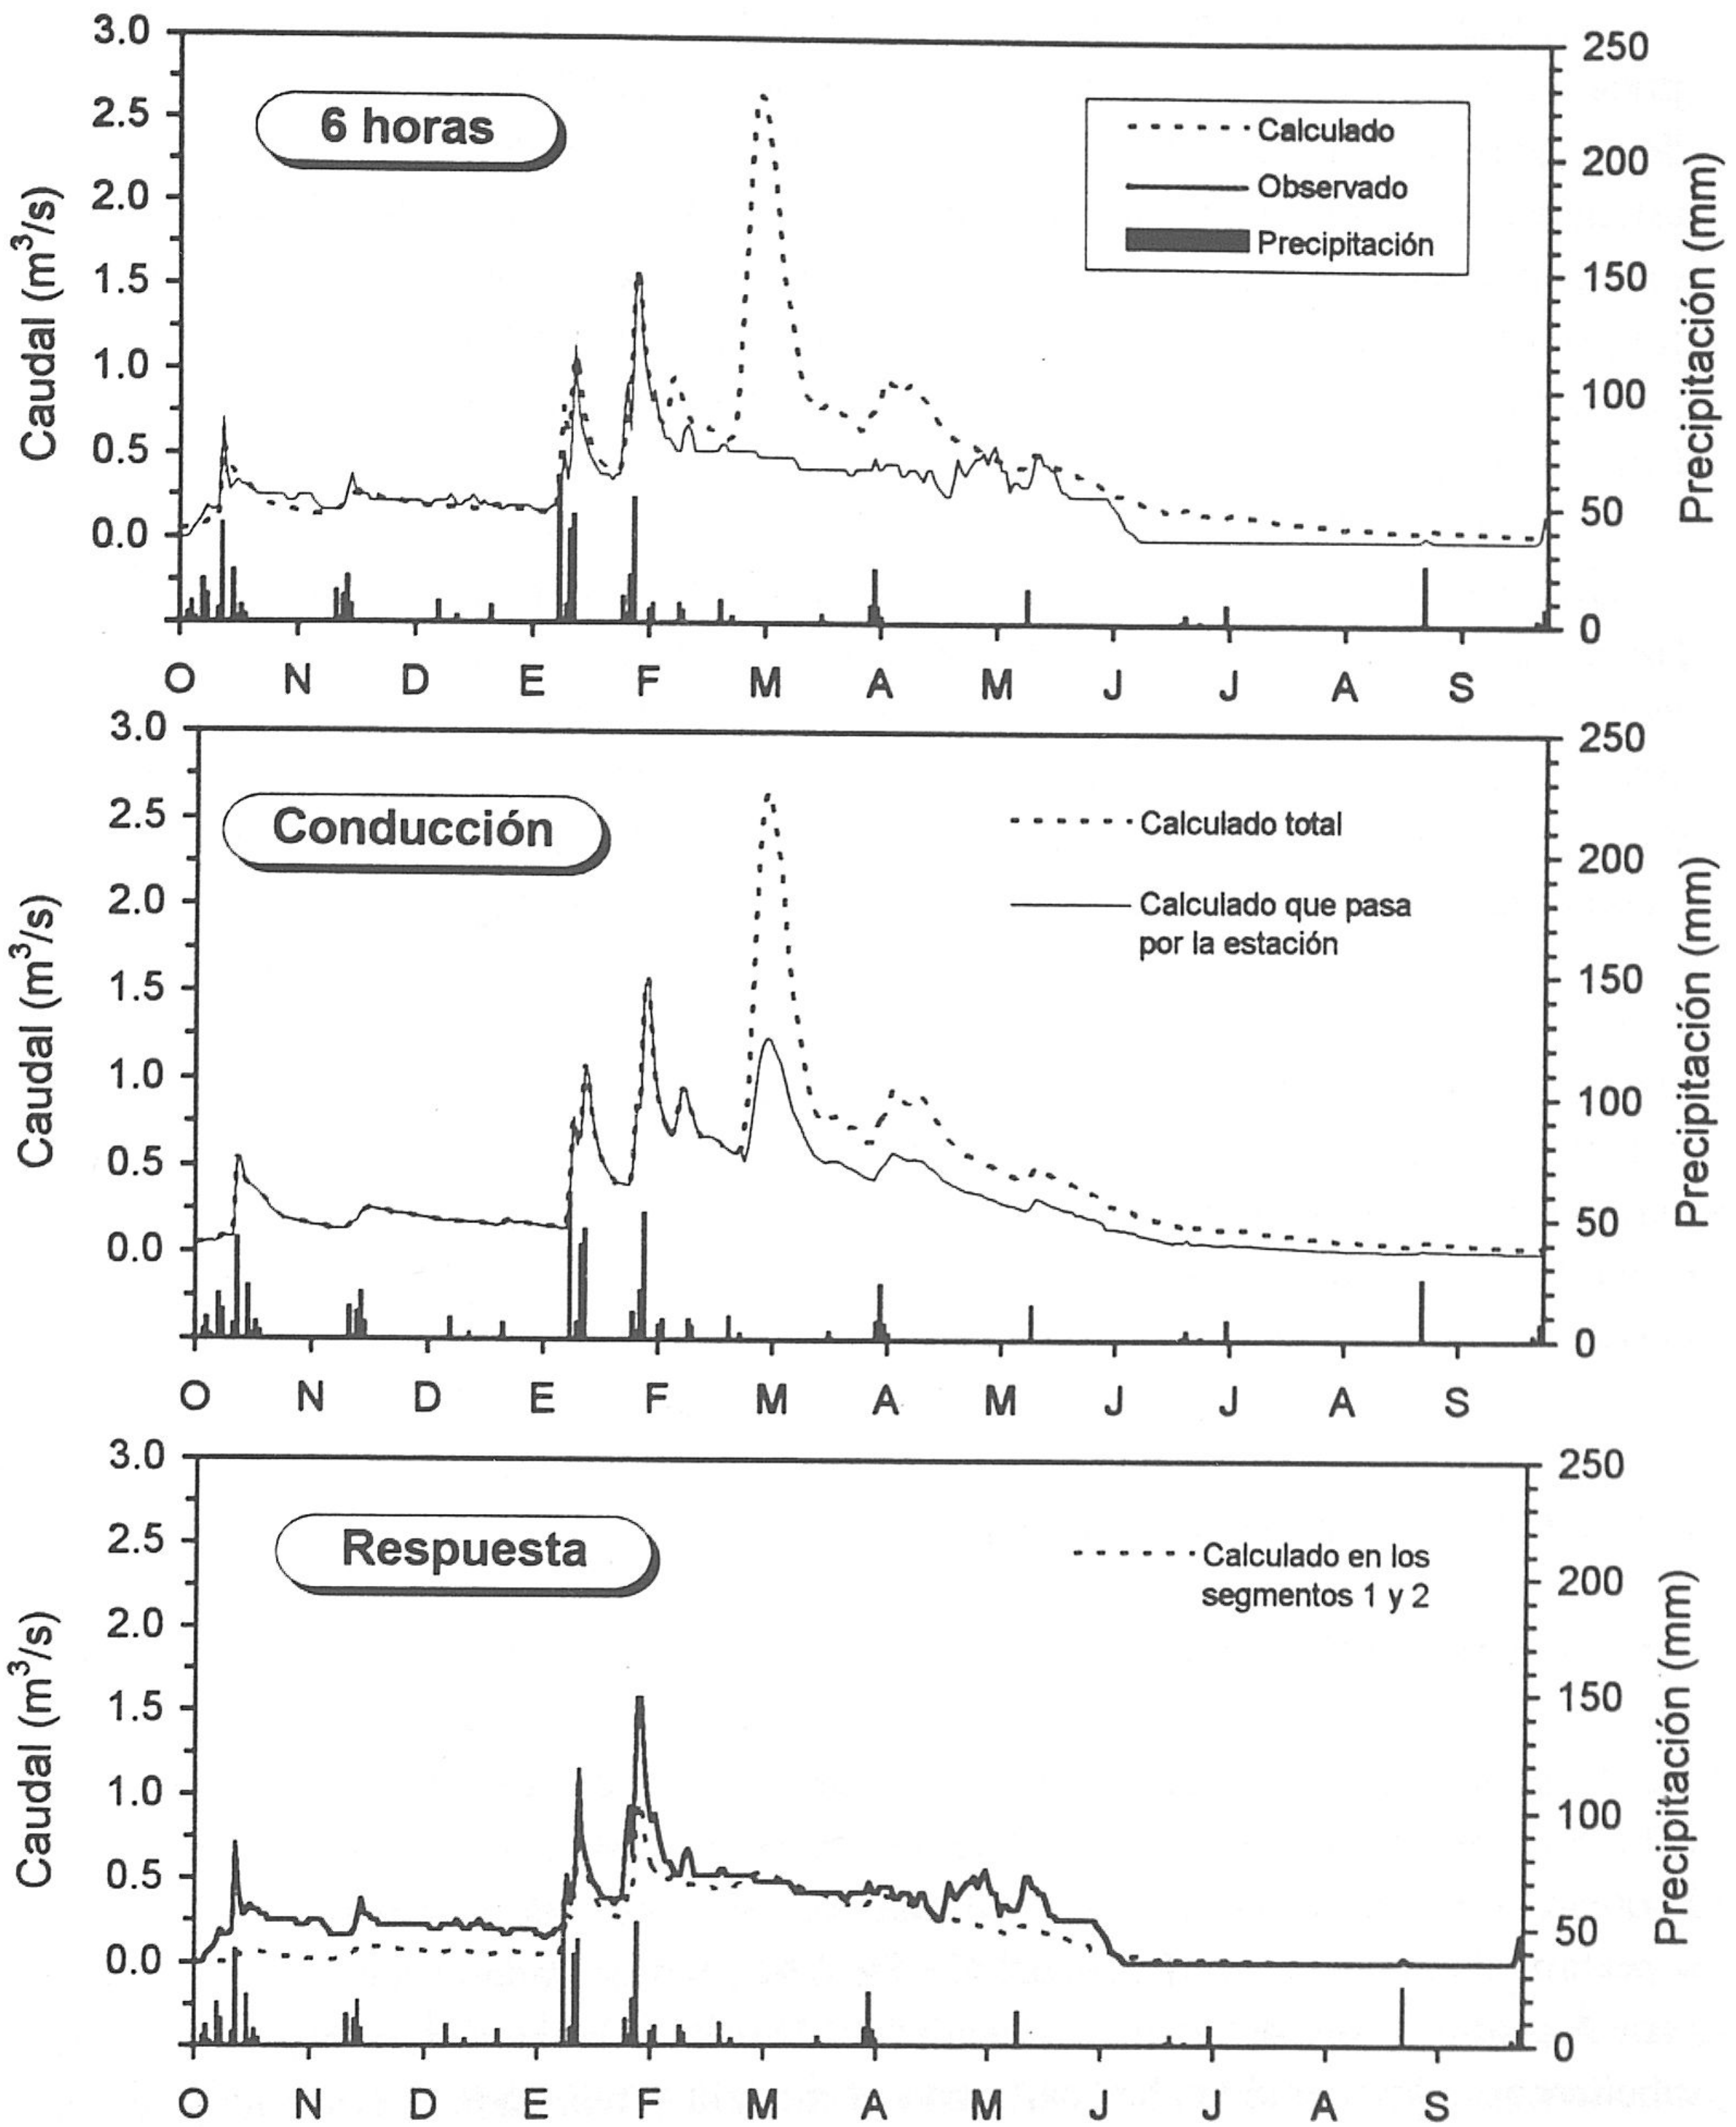 3.0
2.5
2.0
1.5
1.0
0.5
0.0
Caudal (m³/s)
6 horas
Calculado
Observado
Precipitación
250
200
150
100
50
0
Precipitación (mm)
O N D E F M A M J J A S
3.0
2.5
2.0
1.5
1.0
0.5
0.0
Caudal (m³/s)
Conducción
Calculado total
Calculado que pasa
por la estación
250
200
150
100
50
0
Precipitación (mm)
O N D E F M A M J J A S
3.0
2.5
2.0
1.5
1.0
0.5
0.0
Caudal (m³/s)
Respuesta
Calculado en los
segmentos 1 y 2
250
200
150
100
50
0
Precipitación (mm)
O N D E F M A M J J A S